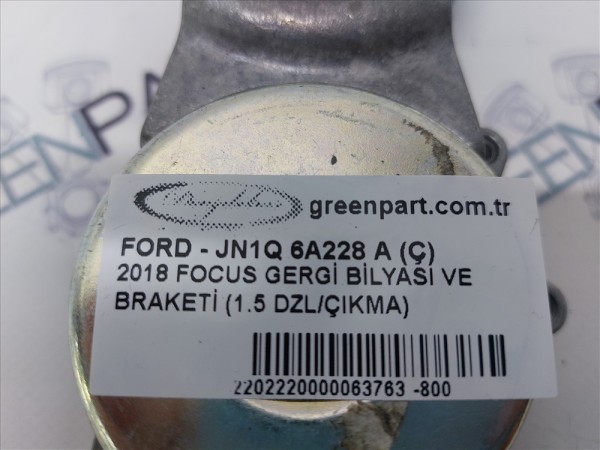 greenpart.com.tr
FORD - JN1Q 6A228 A (Ç)
2018 FOCUS GERGİ BİLYASI VE
BRAKETİ (1.5 DZL/ÇIKMA)
2202220000063763 -800